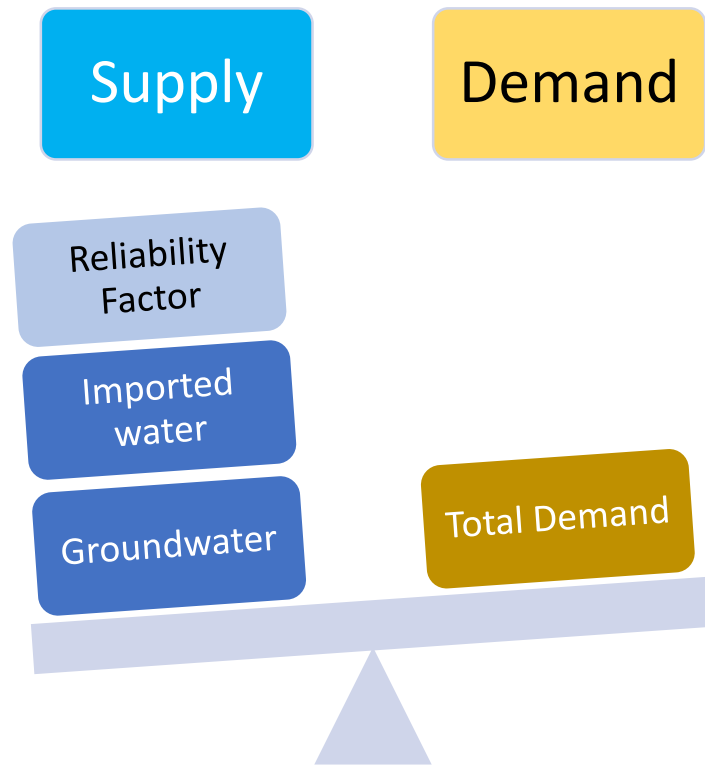 Supply
Demand
Reliability
Factor
Imported
water
Groundwater
Total Demand